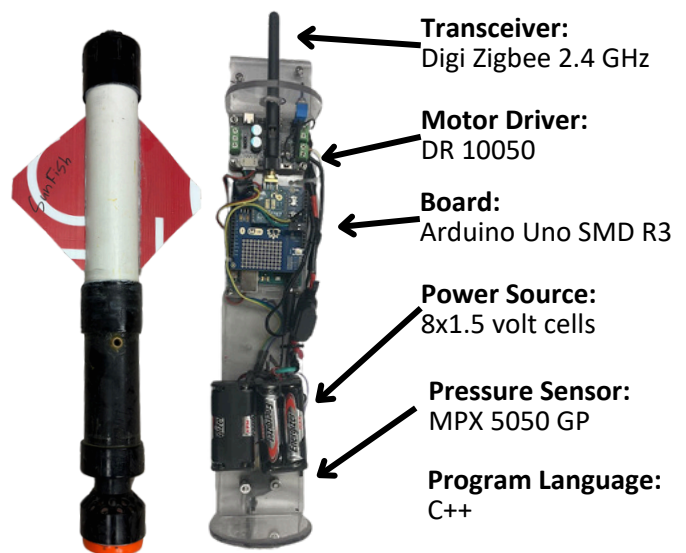 Transceiver:
Digi Zigbee 2.4 GHz
Motor Driver:
DR 10050
Board:
Arduino Uno SMD R3
Power Source:
8x1.5 volt cells
Pressure Sensor:
MPX 5050 GP
Program Language:
C++
SunFish